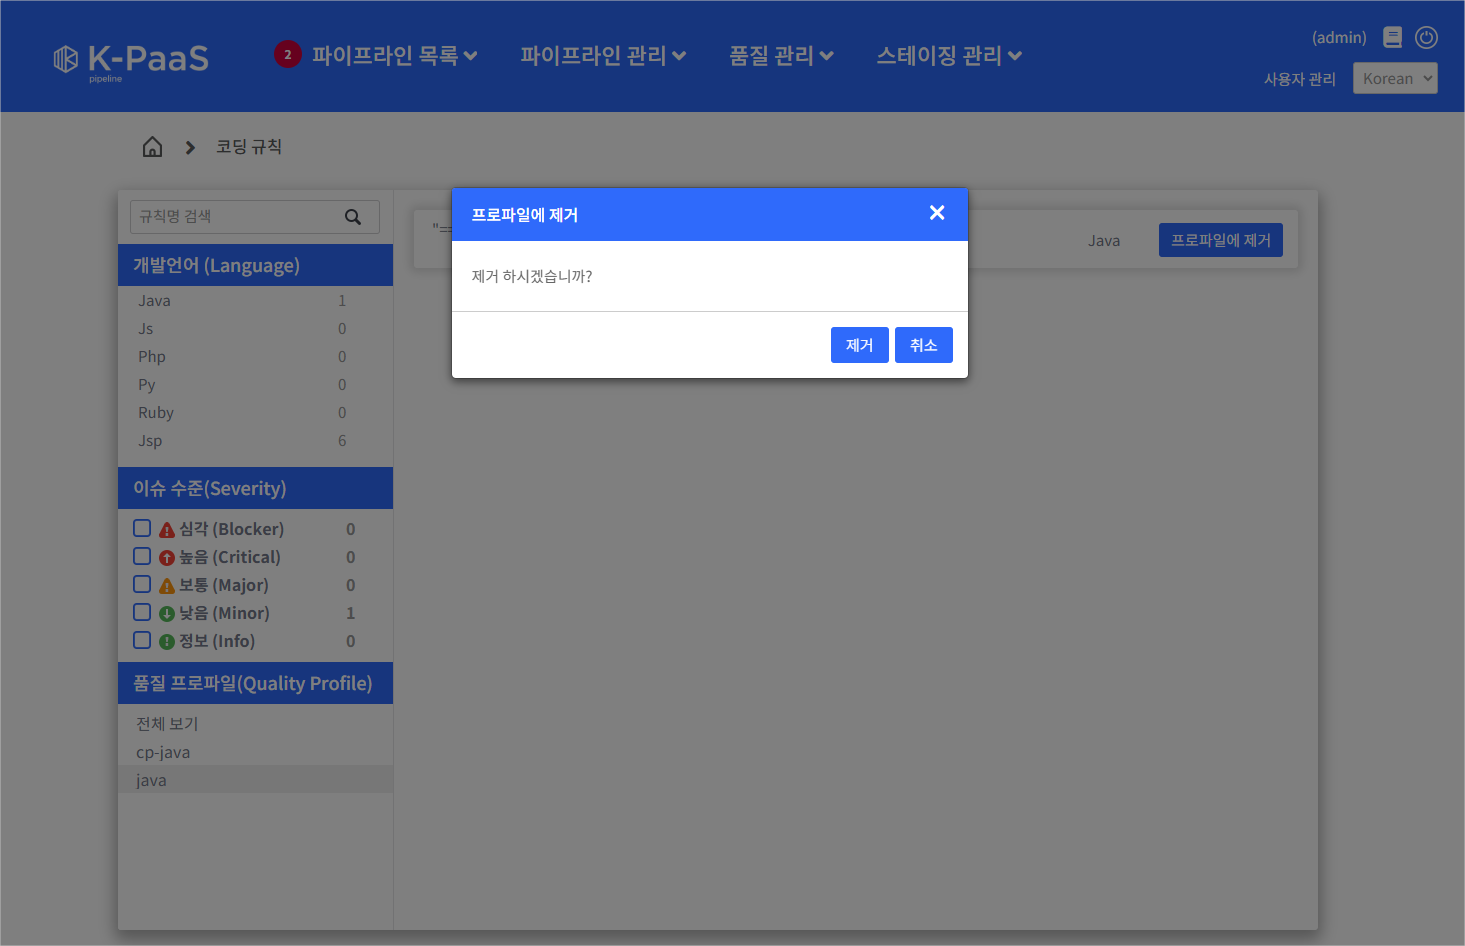 K-PaaS
pipeline
2
파이프라인 목록
파이프라인 관리
품질 관리
스테이징 관리
(admin)
사용자 관리
Korean
코딩 규칙
규칙명 검색
개발언어 (Language)
Java 1
Js 0
Php 0
Py 0
Ruby 0
Jsp 6
이슈 수준(Severity)
심각 (Blocker) 0
높음 (Critical) 0
보통 (Major) 0
낮음 (Minor) 1
정보 (Info) 0
품질 프로파일(Quality Profile)
전체 보기
cp-java
java
"==
Java
프로파일에 제거
프로파일에 제거
제거 하시겠습니까?
제거
취소